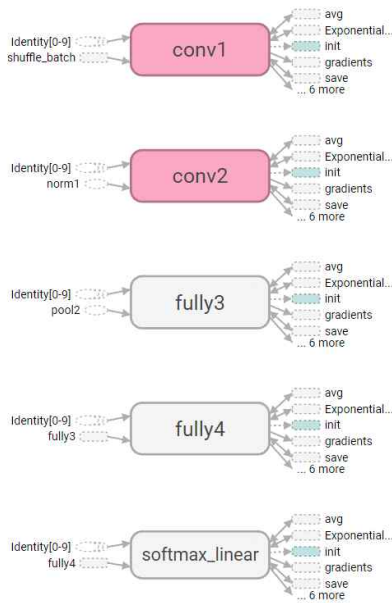 avg
Identity[0-9] Exponential...
conv1 init
shuffle_batch gradients
save
... 6 more
avg
Identity[0-9] Exponential...
conv2 init
norm1 gradients
save
... 6 more
avg
Identity[0-9] Exponential...
fully3 init
pool2 gradients
save
... 6 more
avg
Identity[0-9] Exponential...
fully4 init
fully3 gradients
save
... 6 more
avg
Identity[0-9] Exponential...
softmax_linear init
fully4 gradients
save
... 6 more